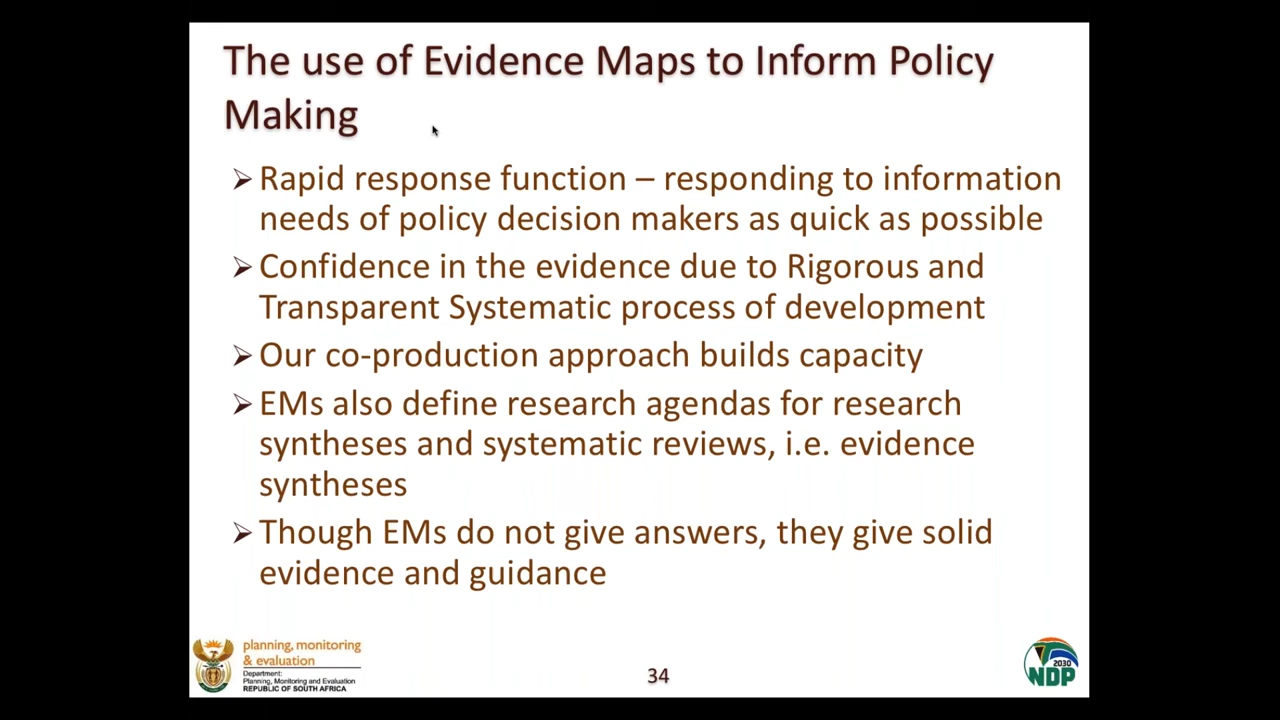 The use of Evidence Maps to Inform Policy
Making
Rapid response function – responding to information
needs of policy decision makers as quick as possible
Confidence in the evidence due to Rigorous and
Transparent Systematic process of development
Our co-production approach builds capacity
EMs also define research agendas for research
syntheses and systematic reviews, i.e. evidence
syntheses
Though EMs do not give answers, they give solid
evidence and guidance
planning, monitoring
& evaluation
Department:
Planning, Monitoring and Evaluation
REPUBLIC OF SOUTH AFRICA
34
2030
NDP